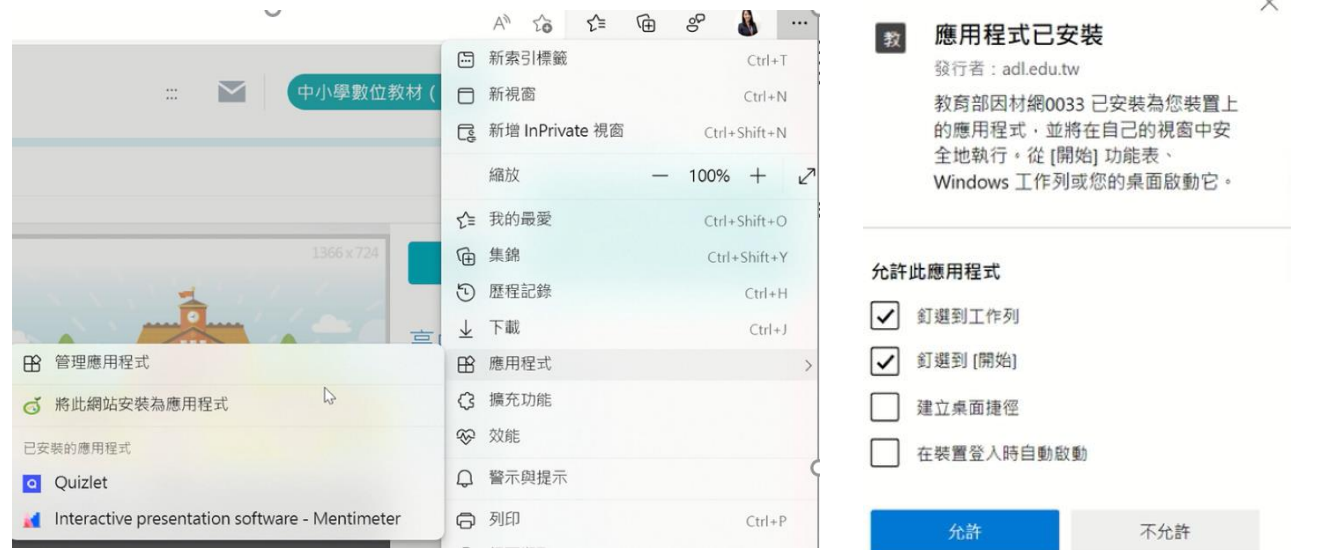 A
:::
中小學數位教材 (
1366 x 724
新索引標籤 Ctrl+T
新視窗 Ctrl+N
新增 InPrivate 視窗 Ctrl+Shift+N
縮放 — 100% +
我的最愛 Ctrl+Shift+O
集錦 Ctrl+Shift+Y
歷程記錄 Ctrl+H
下載 Ctrl+J
應用程式
擴充功能
效能
警示與提示
列印 Ctrl+P
管理應用程式
將此網站安裝為應用程式
已安裝的應用程式
Quizlet
Interactive presentation software - Mentimeter
教
應用程式已安裝
發行者：adl.edu.tw
教育部因材網0033 已安裝為您裝置上
的應用程式，並將在自己的視窗中安
全地執行。從 [開始] 功能表、
Windows 工作列或您的桌面啟動它。
允許此應用程式
釘選到工作列
釘選到 [開始]
建立桌面捷徑
在裝置登入時自動啟動
允許
不允許